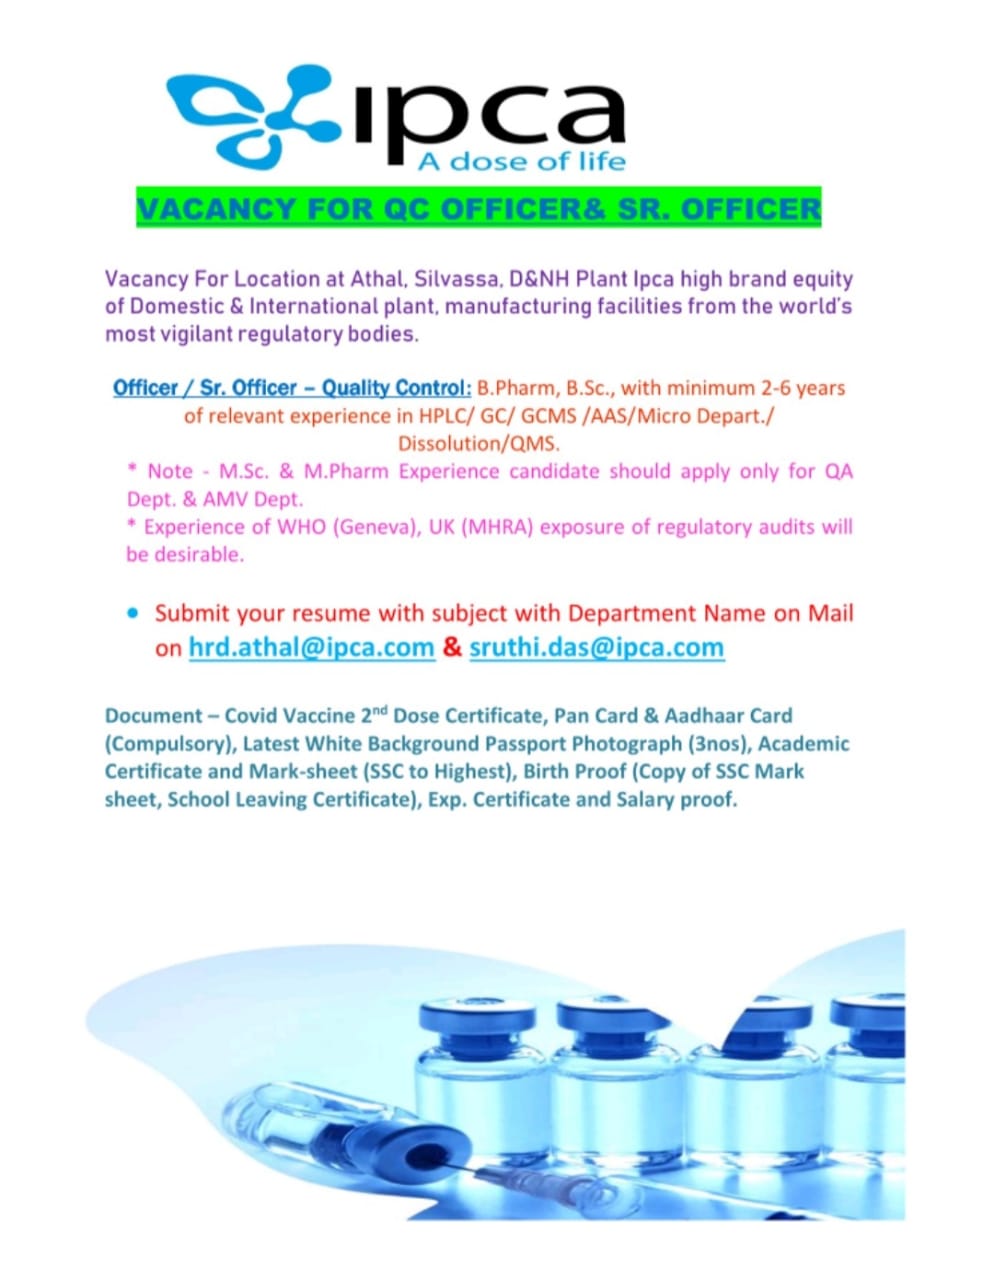 ipca
A dose of life
VACANCY FOR QC OFFICER& SR. OFFICER
Vacancy For Location at Athal, Silvassa, D&NH Plant Ipca high brand equity
of Domestic & International plant, manufacturing facilities from the world's
most vigilant regulatory bodies.
Officer / Sr. Officer – Quality Control: B.Pharm, B.Sc., with minimum 2-6 years
of relevant experience in HPLC/ GC/ GCMS /AAS/Micro Depart./
Dissolution/QMS.
* Note - M.Sc. & M.Pharm Experience candidate should apply only for QA
Dept. & AMV Dept.
* Experience of WHO (Geneva), UK (MHRA) exposure of regulatory audits will
be desirable.
• Submit your resume with subject with Department Name on Mail
on hrd.athal@ipca.com & sruthi.das@ipca.com
Document – Covid Vaccine 2nd Dose Certificate, Pan Card & Aadhaar Card
(Compulsory), Latest White Background Passport Photograph (3nos), Academic
Certificate and Mark-sheet (SSC to Highest), Birth Proof (Copy of SSC Mark
sheet, School Leaving Certificate), Exp. Certificate and Salary proof.